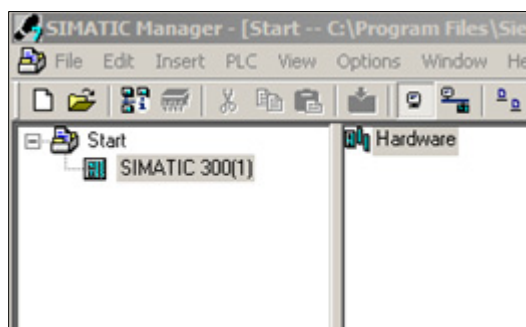 SIMATIC Manager - [Start -- C:\Program Files\Sie
File Edit Insert PLC View Options Window He
Start
SIMATIC 300(1)
Hardware